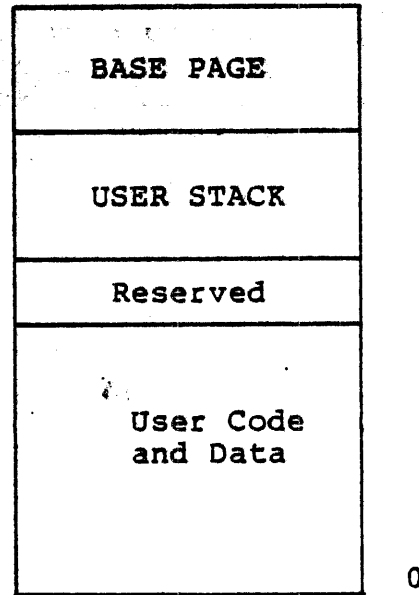 BASE PAGE
USER STACK
Reserved
User Code
and Data
0